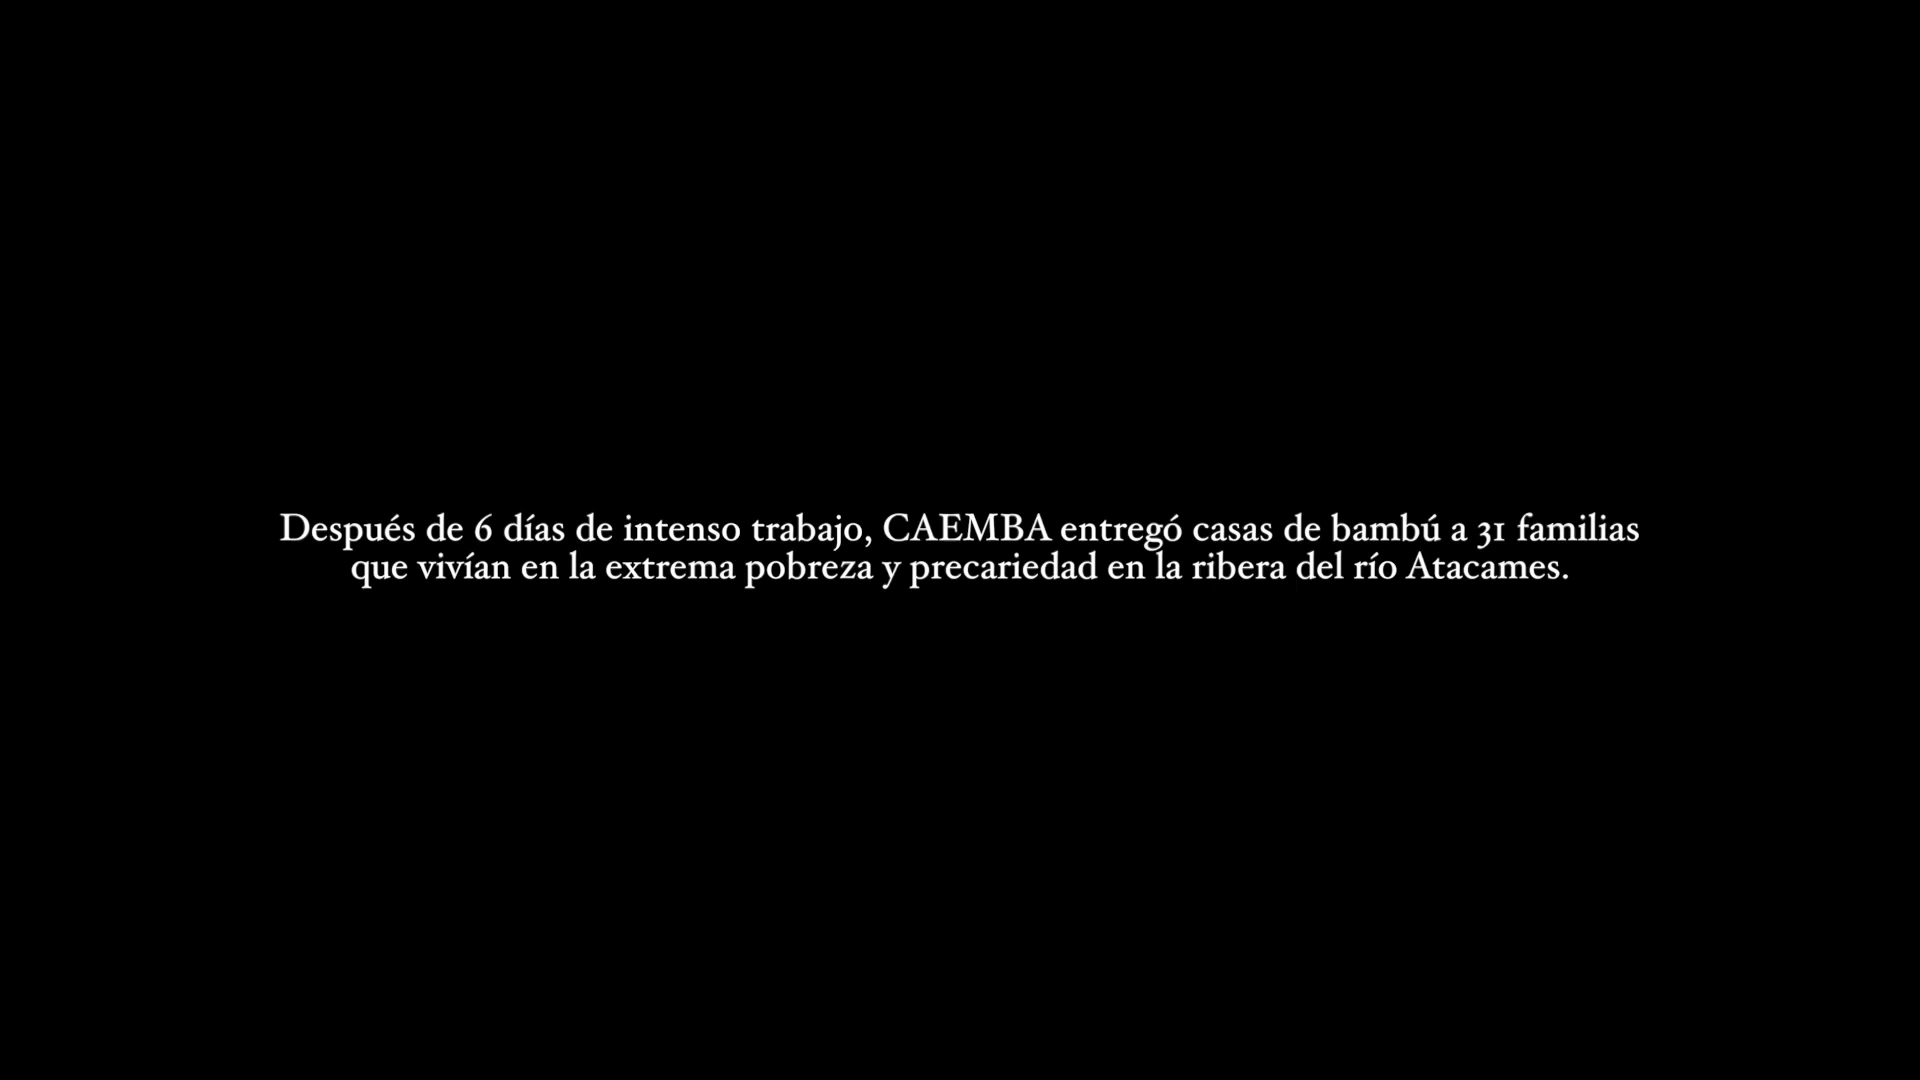 Después de 6 días de intenso trabajo, CAEMBA entregó casas de bambú a 31 familias
que vivían en la extrema pobreza y precariedad en la ribera del río Atacames.